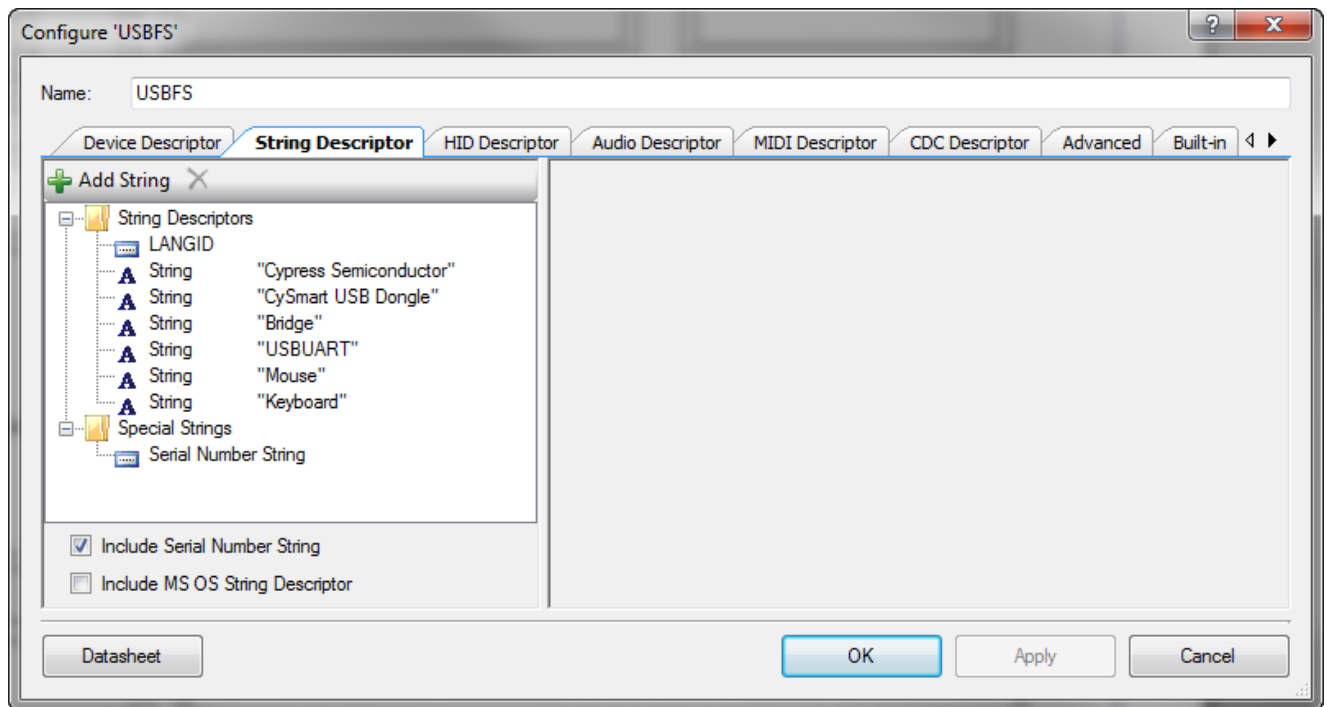 Configure 'USBFS'
?
X
Name: USBFS
Device Descriptor String Descriptor HID Descriptor Audio Descriptor MIDI Descriptor CDC Descriptor Advanced Built-in
Add String
String Descriptors
LANGID
A String "Cypress Semiconductor"
A String "CySmart USB Dongle"
A String "Bridge"
A String "USBUART"
A String "Mouse"
A String "Keyboard"
Special Strings
Serial Number String
Include Serial Number String
Include MS OS String Descriptor
Datasheet OK Apply Cancel